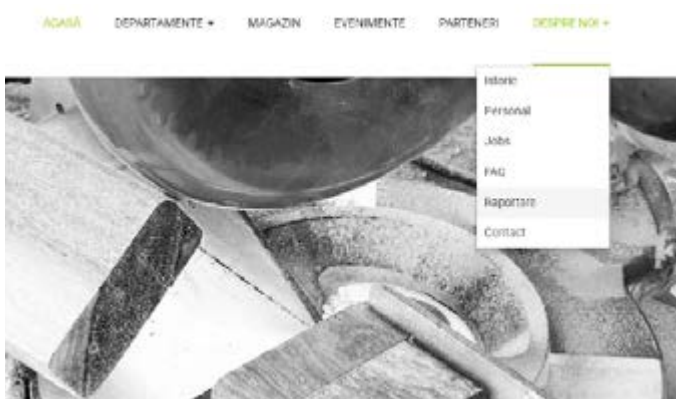 ACASĂ DEPARTAMENTE MAGAZIN EVENIMENTE PARTENERI DESPRE NOI
Istoric
Personal
Jobs
FAQ
Raportare
Contact